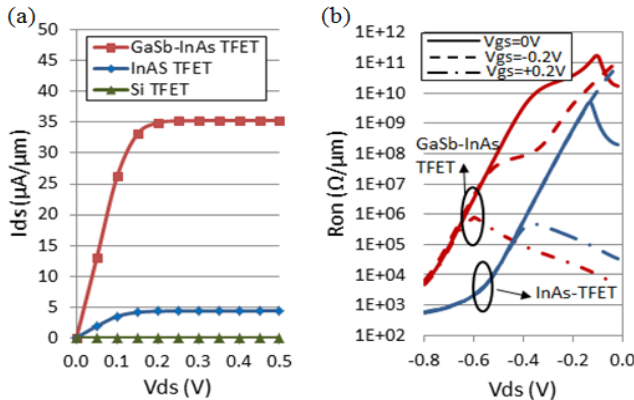 (a)
Ids (µA/µm)
40
35
30
25
20
15
10
5
0
GaSb-InAs TFET
InAS TFET
Si TFET
0.0 0.1 0.2 0.3 0.4 0.5
Vds (V)
(b)
Ron (Ω/µm)
1E+12
1E+11
1E+10
1E+09
1E+08
1E+07
1E+06
1E+05
1E+04
1E+03
1E+02
Vgs=0V
Vgs=-0.2V
Vgs=+0.2V
GaSb-InAs
TFET
InAs-TFET
-0.8 -0.6 -0.4 -0.2 0.0
Vds (V)